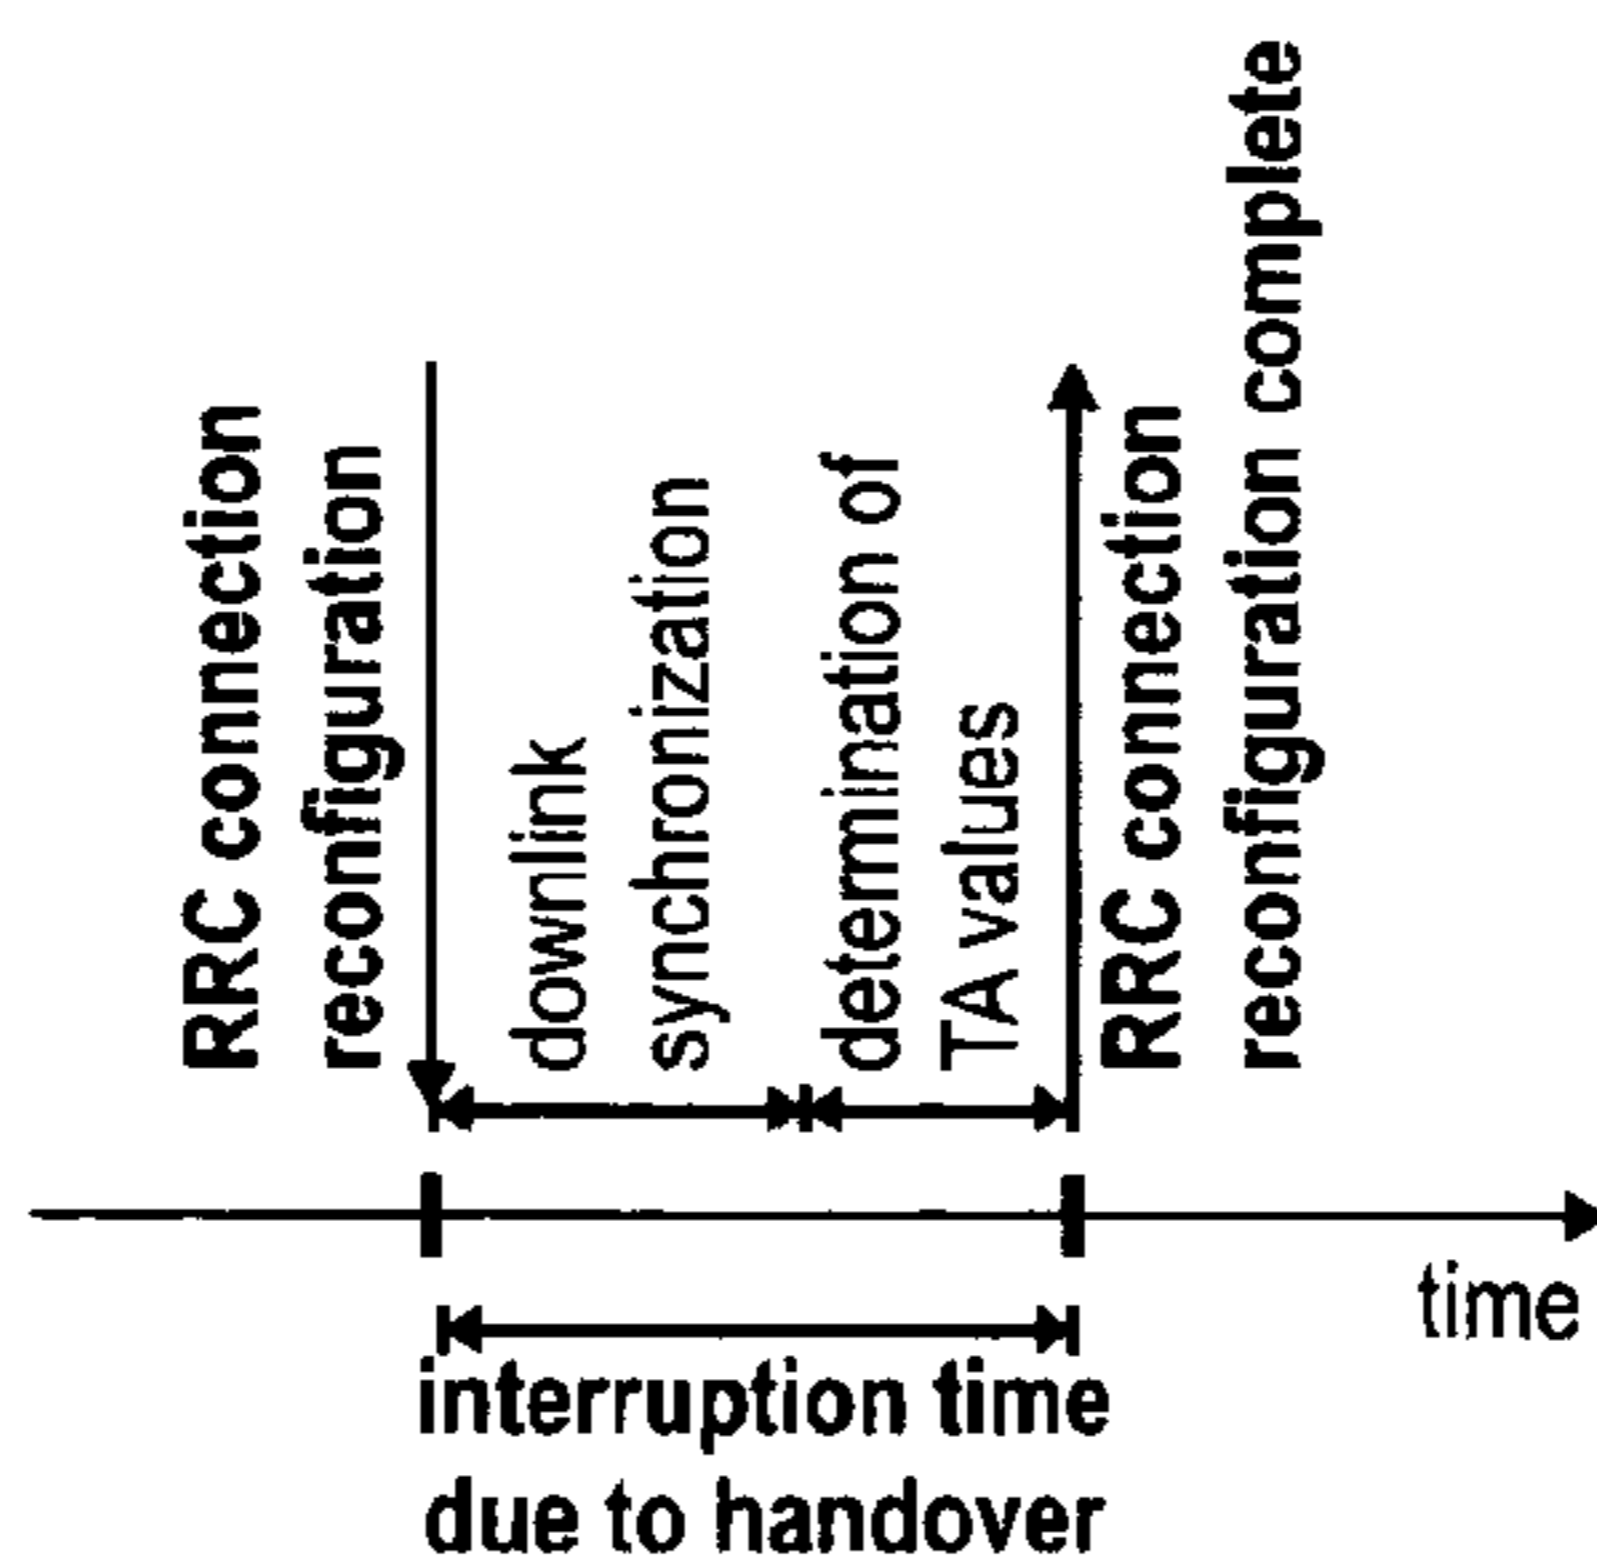 RRC connection
reconfiguration
downlink
synchronization
determination of
TA values
RRC connection
reconfiguration complete
time
interruption time
due to handover